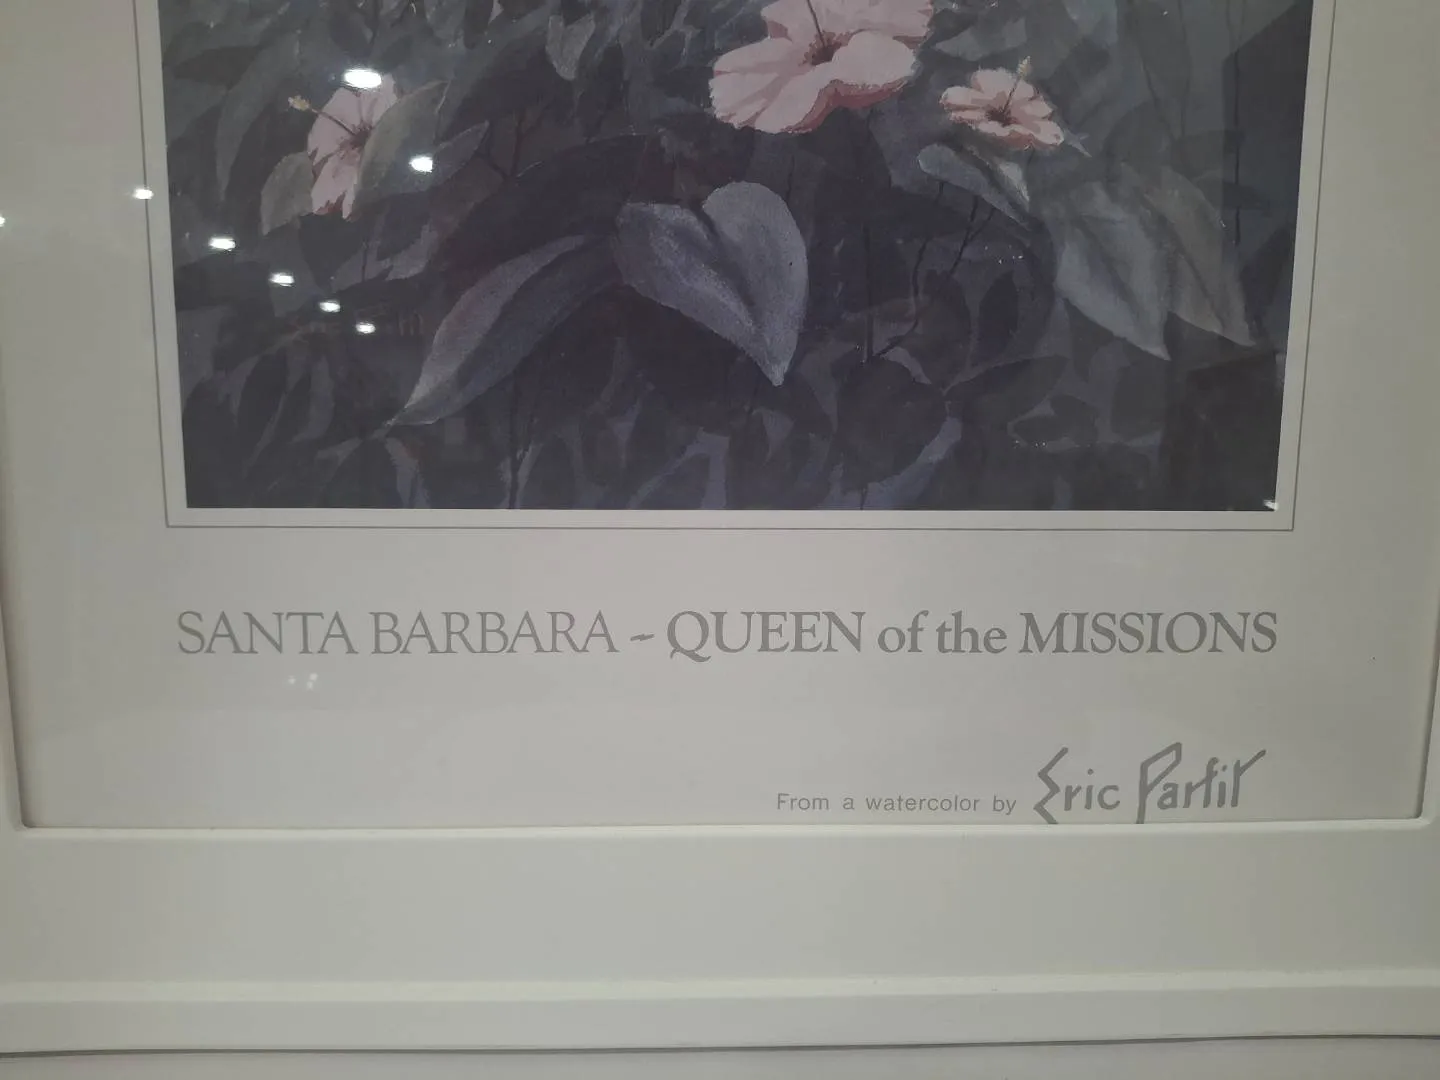 SANTA BARBARA - QUEEN of the MISSIONS
From a watercolor by Eric Parfit